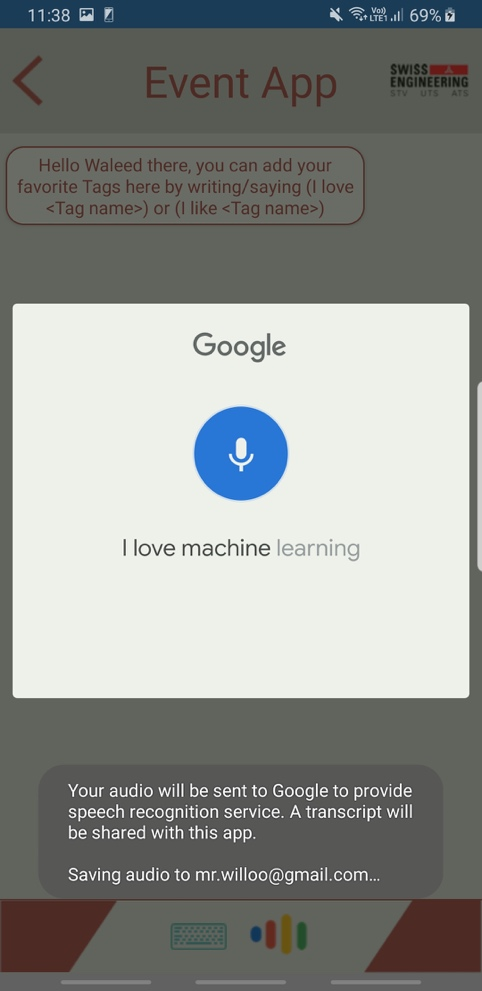 11:38
Vo))
LTE1
69%
Event App
SWISS
ENGINEERING
STV UTS ATS
Hello Waleed there, you can add your
favorite Tags here by writing/saying (I love
<Tag name>) or (I like <Tag name>)
Google
I love machine learning
Your audio will be sent to Google to provide
speech recognition service. A transcript will
be shared with this app.
Saving audio to mr.willoo@gmail.com...